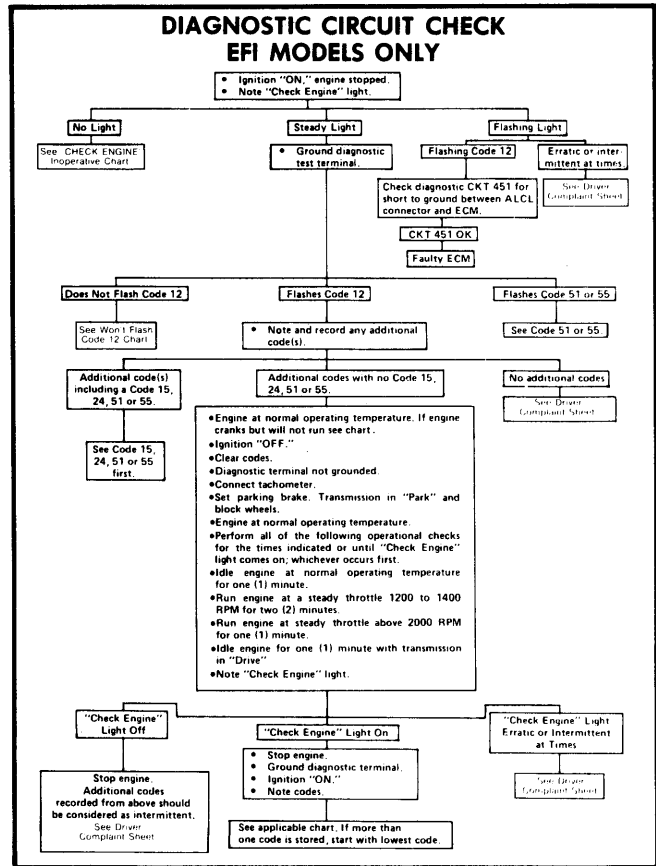 DIAGNOSTIC CIRCUIT CHECK
EFI MODELS ONLY
• Ignition "ON," engine stopped.
• Note "Check Engine" light.
No Light
Steady Light
Flashing Light
See CHECK ENGINE
Inoperative Chart
• Ground diagnostic
test terminal.
Flashing Code 12
Erratic or inter-
mittent at times.
Check diagnostic CKT 451 for
short to ground between ALCL
connector and ECM.
See Driver
Complaint Sheet
CKT 451 OK
Faulty ECM
Does Not Flash Code 12
Flashes Code 12
Flashes Code 51 or 55
See Won't Flash
Code 12 Chart
• Note and record any additional
code(s).
See Code 51 or 55
Additional code(s)
including a Code 15,
24, 51 or 55.
Additional codes with no Code 15,
24, 51 or 55.
No additional codes
See Driver
Complaint Sheet
See Code 15,
24, 51 or 55
first.
•Engine at normal operating temperature. If engine
cranks but will not run see chart.
•Ignition "OFF."
•Clear codes.
•Diagnostic terminal not grounded.
•Connect tachometer.
•Set parking brake. Transmission in "Park" and
block wheels.
•Engine at normal operating temperature.
•Perform all of the following operational checks
for the times indicated or until "Check Engine"
light comes on; whichever occurs first.
•Idle engine at normal operating temperature
for one (1) minute.
•Run engine at a steady throttle 1200 to 1400
RPM for two (2) minutes.
•Run engine at steady throttle above 2000 RPM
for one (1) minute.
•Idle engine for one (1) minute with transmission
in "Drive"
•Note "Check Engine" light.
"Check Engine"
Light Off
"Check Engine" Light On
"Check Engine" Light
Erratic or Intermittent
at Times
Stop engine.
Additional codes
recorded from above should
be considered as intermittent.
See Driver
Complaint Sheet
• Stop engine.
• Ground diagnostic terminal.
• Ignition "ON."
• Note codes.
See Driver
Complaint Sheet
See applicable chart. If more than
one code is stored, start with lowest code.